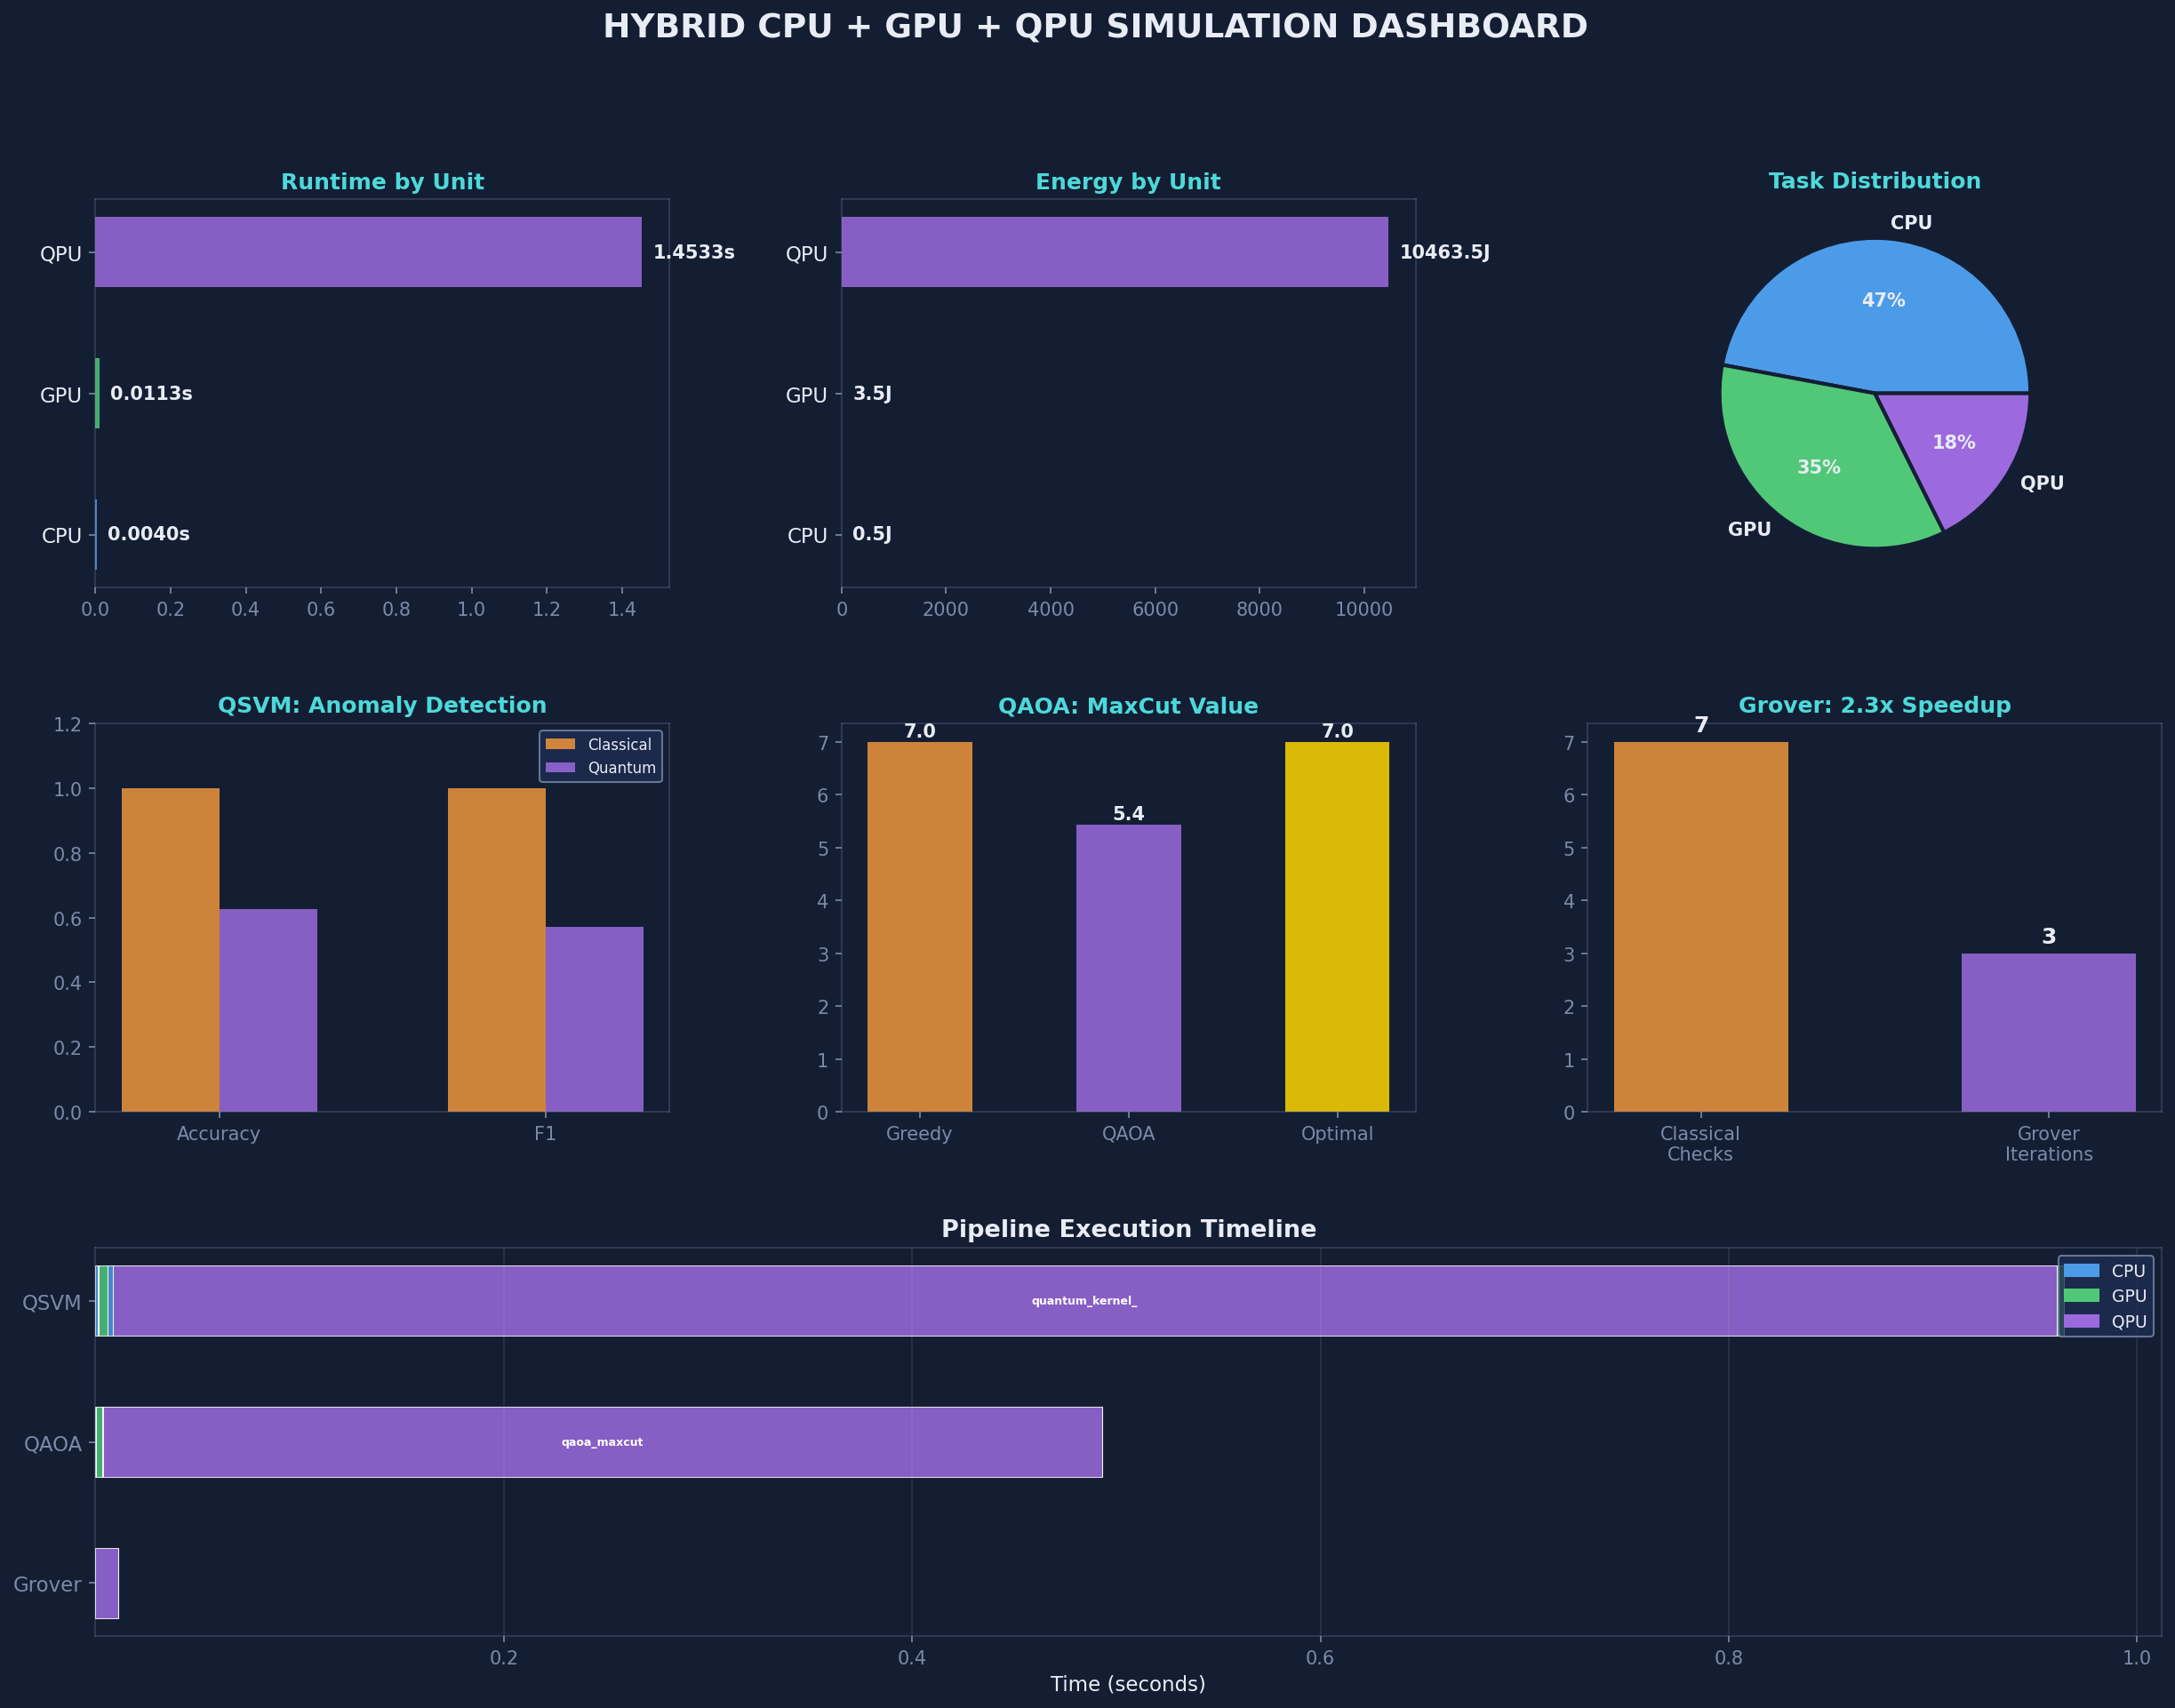 HYBRID CPU + GPU + QPU SIMULATION DASHBOARD
Runtime by Unit
QPU
1.4533s
GPU
0.0113s
CPU
0.0040s
0.0 0.2 0.4 0.6 0.8 1.0 1.2 1.4
Energy by Unit
QPU
10463.5J
GPU
3.5J
CPU
0.5J
0 2000 4000 6000 8000 10000
Task Distribution
CPU
47%
18%
35%
QPU
GPU
QSVM: Anomaly Detection
1.2
1.0
0.8
0.6
0.4
0.2
0.0
Classical
Quantum
Accuracy F1
QAOA: MaxCut Value
7
6
5
4
3
2
1
0
7.0
5.4
7.0
Greedy QAOA Optimal
Grover: 2.3x Speedup
7
6
5
4
3
2
1
0
7
3
Classical
Checks
Grover
Iterations
Pipeline Execution Timeline
QSVM
quantum_kernel_
CPU
GPU
QPU
QAOA
qaoa_maxcut
Grover
0.2 0.4 0.6 0.8 1.0
Time (seconds)